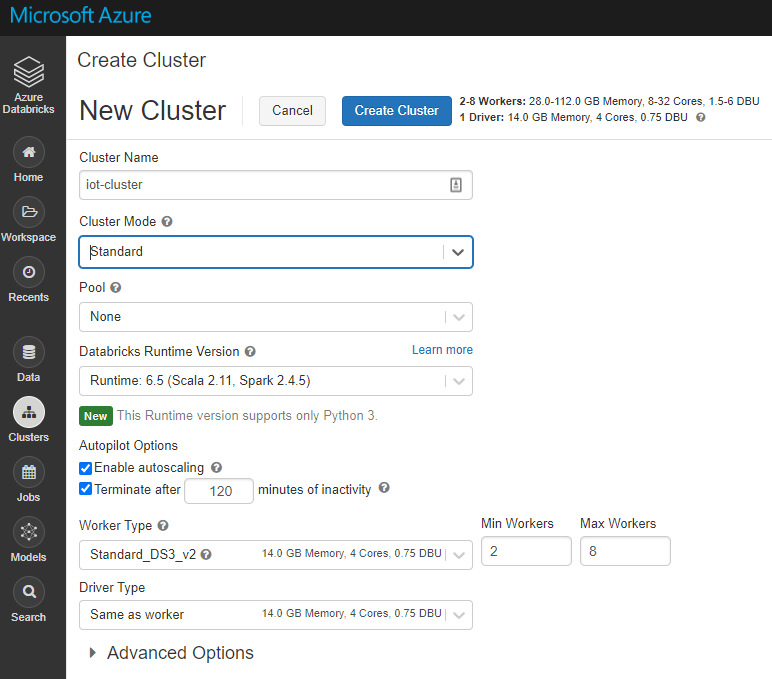 Microsoft Azure
Azure
Databricks
Home
Workspace
Recents
Data
Clusters
Jobs
Models
Search
Create Cluster
New Cluster
Cancel
Create Cluster
2-8 Workers: 28.0-112.0 GB Memory, 8-32 Cores, 1.5-6 DBU
1 Driver: 14.0 GB Memory, 4 Cores, 0.75 DBU ?
Cluster Name
iot-cluster
Cluster Mode ?
Standard
Pool ?
None
Databricks Runtime Version ? Learn more
Runtime: 6.5 (Scala 2.11, Spark 2.4.5)
New This Runtime version supports only Python 3.
Autopilot Options
Enable autoscaling ?
Terminate after 120 minutes of inactivity ?
Worker Type ? Min Workers Max Workers
Standard_DS3_v2 ? 14.0 GB Memory, 4 Cores, 0.75 DBU 2 8
Driver Type
Same as worker 14.0 GB Memory, 4 Cores, 0.75 DBU
Advanced Options